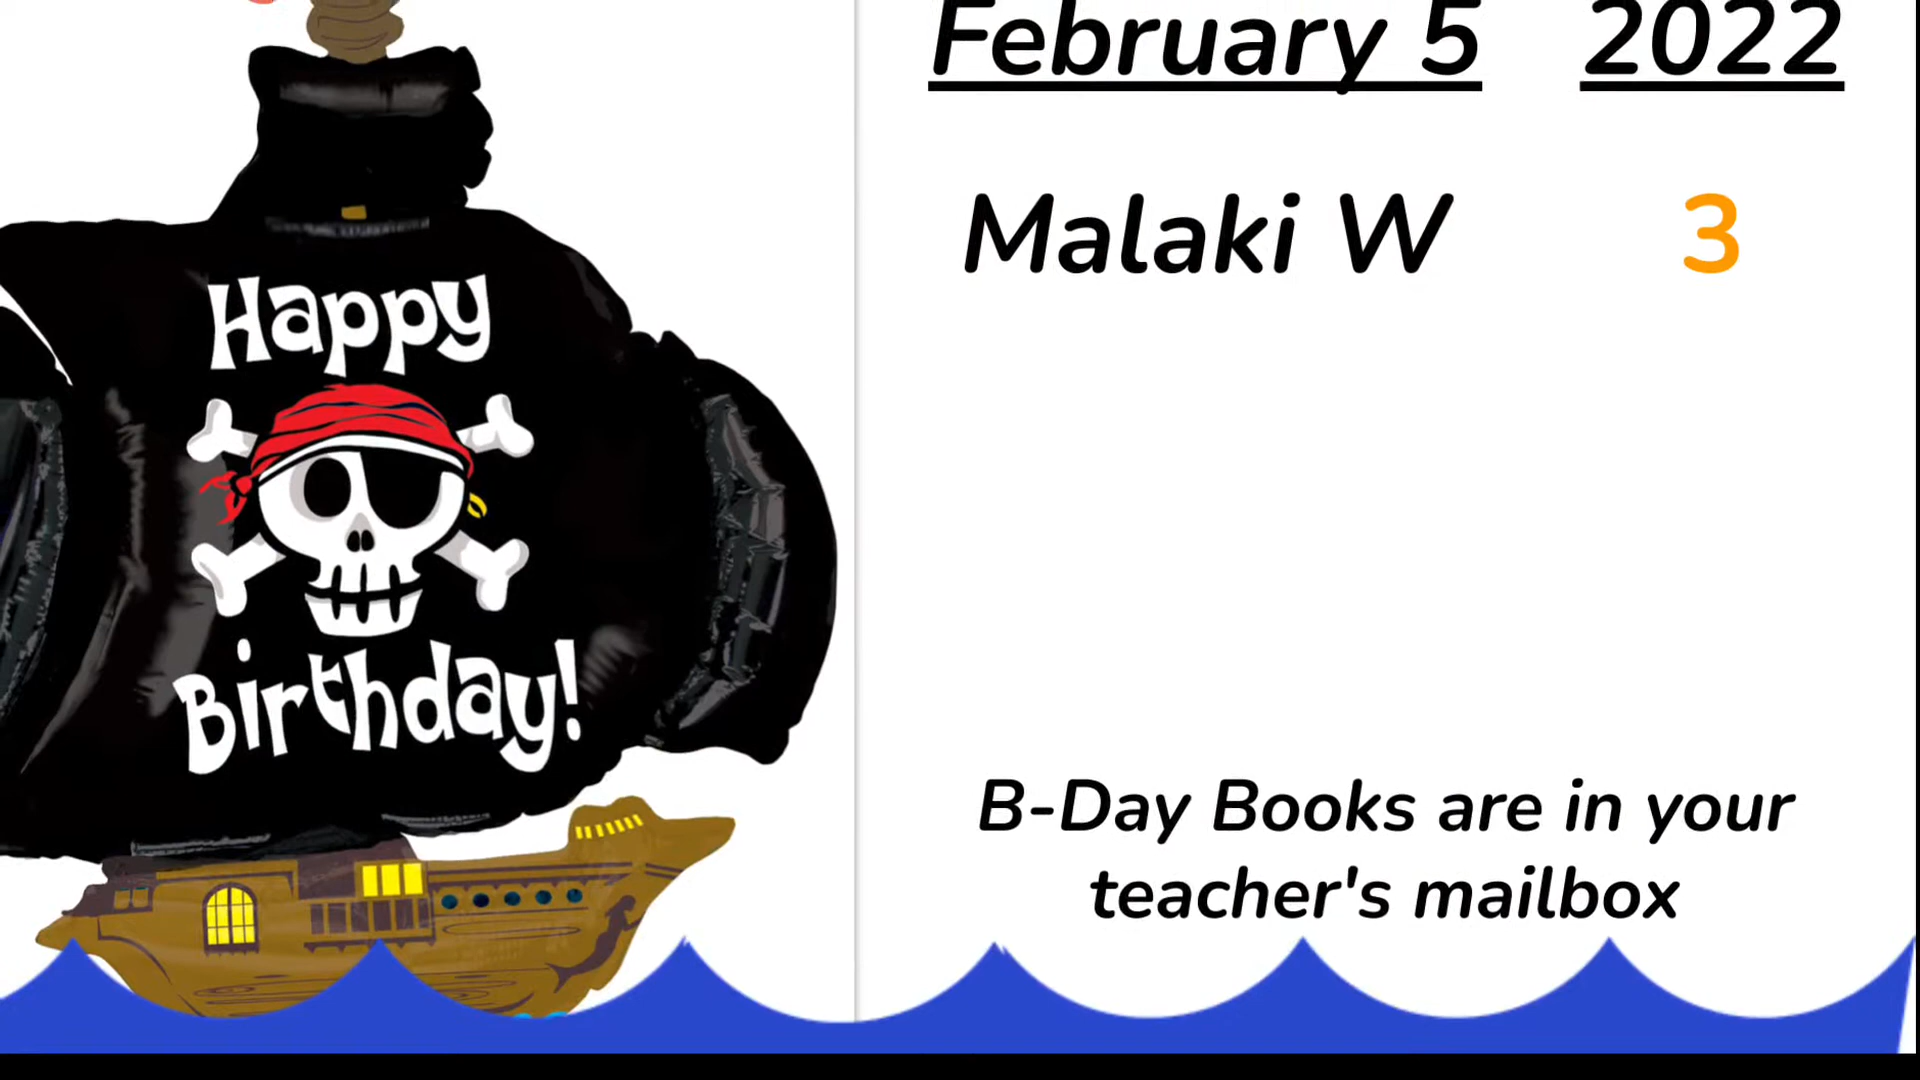 Happy
Birthday!
February 5 2022
Malaki W 3
B-Day Books are in your
teacher's mailbox